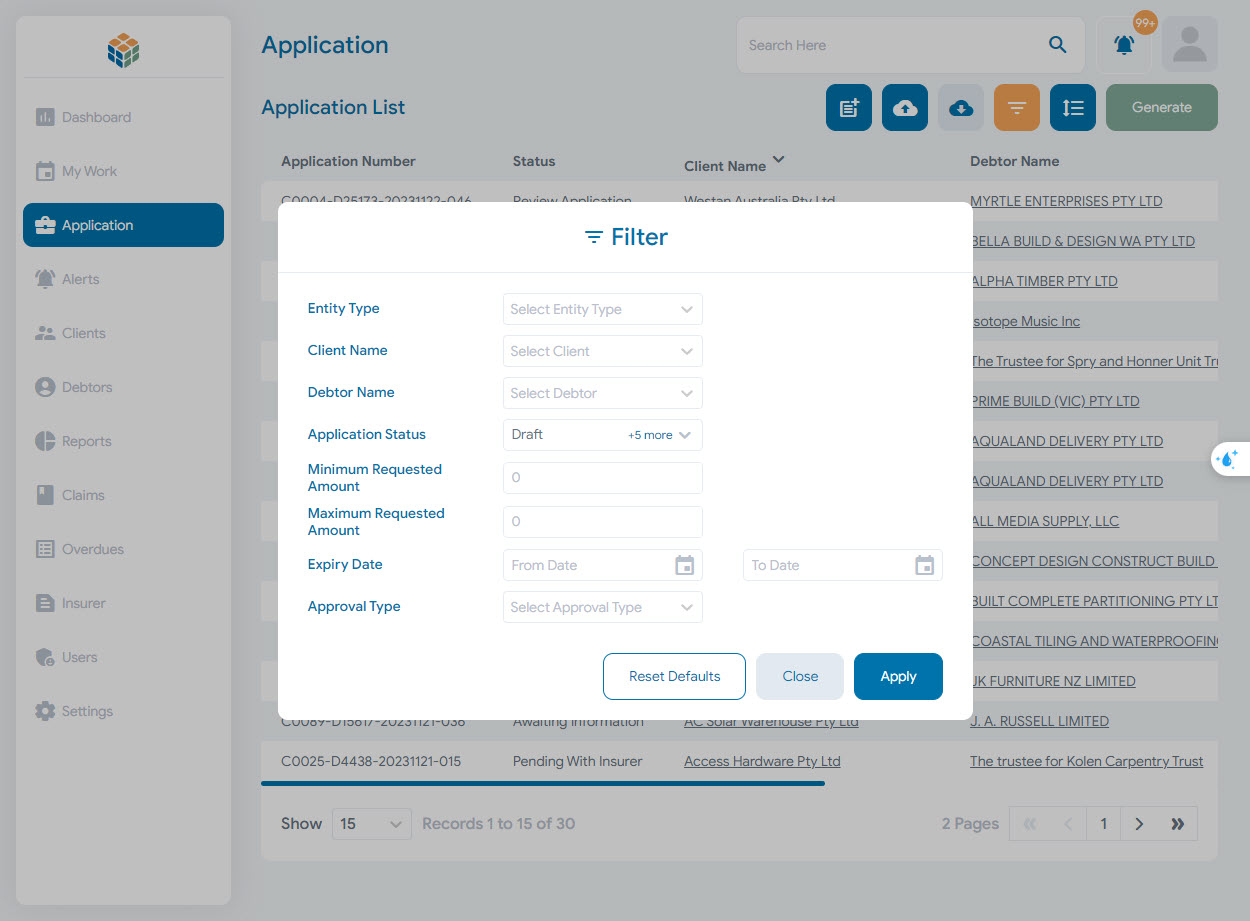 Application
Search Here
99+
Application List
Generate
Dashboard
My Work
Application
Alerts
Clients
Debtors
Reports
Claims
Overdues
Insurer
Users
Settings
Application Number Status Client Name Debtor Name
C0004-D25173-20231122-046 Review Application Westan Australia Pty Ltd MYRTLE ENTERPRISES PTY LTD
BELLA BUILD & DESIGN WA PTY LTD
ALPHA TIMBER PTY LTD
Isotope Music Inc
The Trustee for Spry and Honner Unit Tru
PRIME BUILD (VIC) PTY LTD
AQUALAND DELIVERY PTY LTD
AQUALAND DELIVERY PTY LTD
ALL MEDIA SUPPLY, LLC
CONCEPT DESIGN CONSTRUCT BUILD
BUILT COMPLETE PARTITIONING PTY LT
COASTAL TILING AND WATERPROOFING
UK FURNITURE NZ LIMITED
C0089-D15617-20231121-036 Awaiting Information AC Solar Warehouse Pty Ltd J. A. RUSSELL LIMITED
C0025-D4438-20231121-015 Pending With Insurer Access Hardware Pty Ltd The trustee for Kolen Carpentry Trust
Filter
Entity Type Select Entity Type
Client Name Select Client
Debtor Name Select Debtor
Application Status Draft +5 more
Minimum Requested
Amount 0
Maximum Requested
Amount 0
Expiry Date From Date To Date
Approval Type Select Approval Type
Reset Defaults Close Apply
Show 15 Records 1 to 15 of 30 2 Pages 1